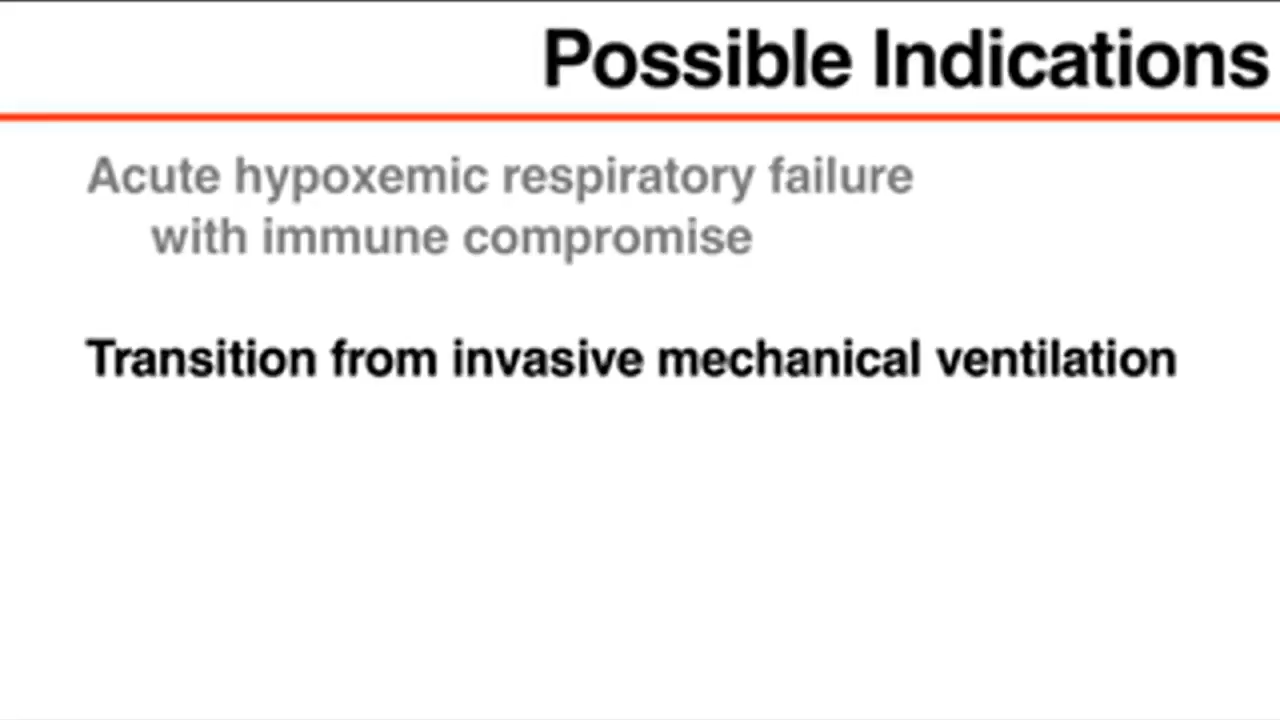 Possible Indications
Acute hypoxemic respiratory failure
with immune compromise
Transition from invasive mechanical ventilation